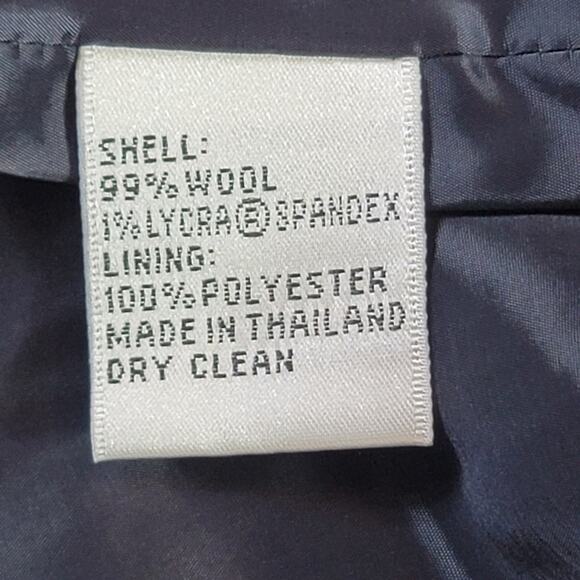 SHELL:
99% WOOL
1% LYCRA® SPANDEX
LINING:
100% POLYESTER
MADE IN THAILAND
DRY CLEAN